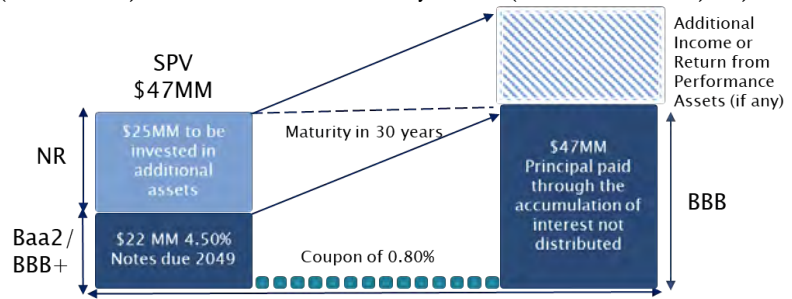 Additional
Income or
Return from
Performance
Assets (if any)
SPV
$47MM
$25MM to be
invested in
additional
assets
NR
Maturity in 30 years
$47MM
Principal paid
through the
accumulation of
interest not
distributed
BBB
Baa2/
BBB+
$22 MM 4.50%
Notes due 2049
Coupon of 0.80%